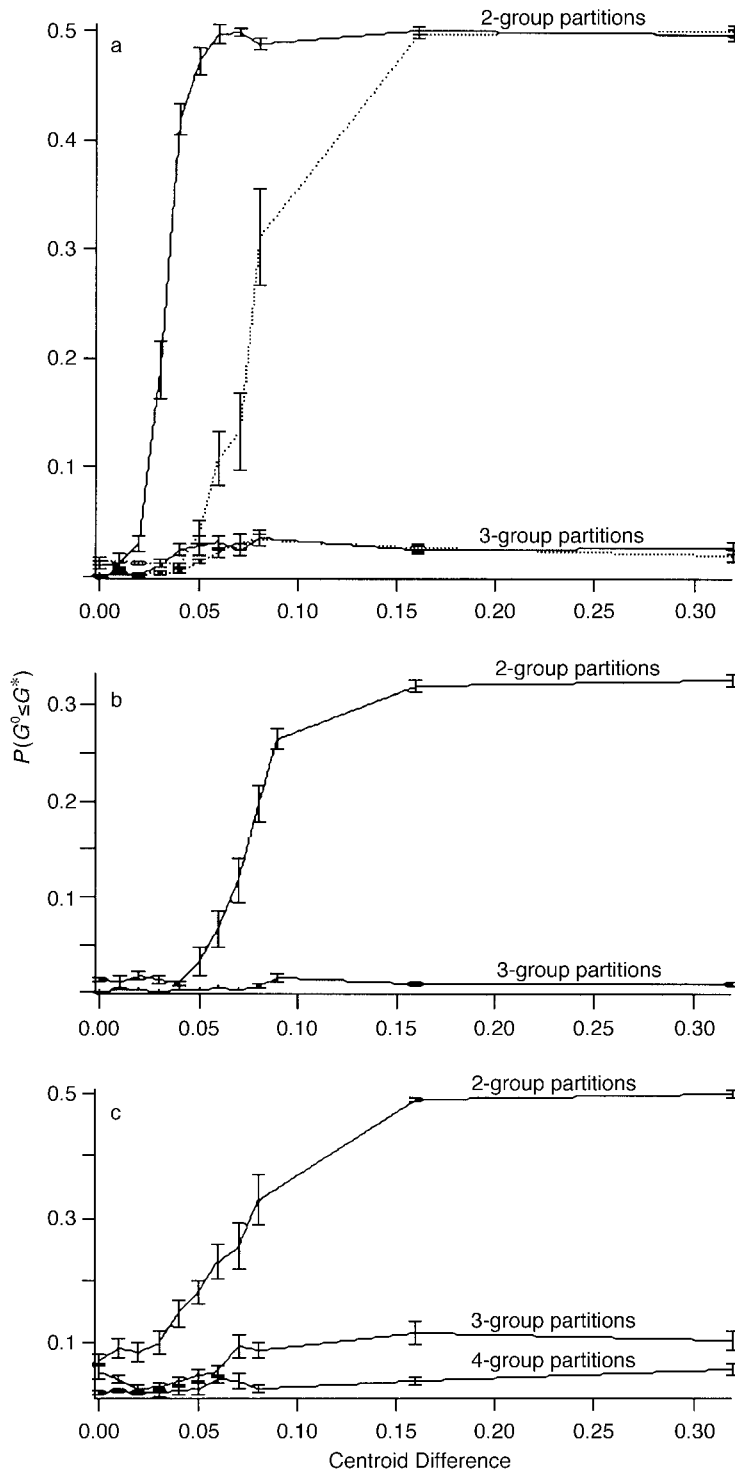 a
2-group partitions
0.5
0.4
0.3
0.2
0.1
3-group partitions
0.00 0.05 0.10 0.15 0.20 0.25 0.30
P(G⁰≤G*)
b
2-group partitions
0.3
0.2
0.1
3-group partitions
0.00 0.05 0.10 0.15 0.20 0.25 0.30
c
2-group partitions
0.5
0.3
3-group partitions
0.1
4-group partitions
0.00 0.05 0.10 0.15 0.20 0.25 0.30
Centroid Difference